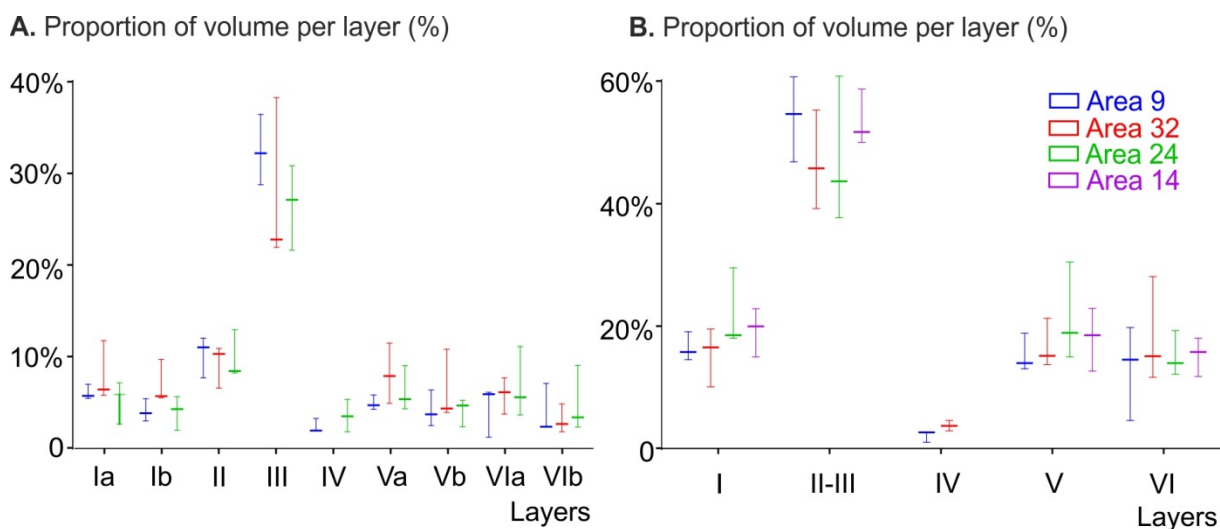 A. Proportion of volume per layer (%)
40%
30%
20%
10%
0
Ia Ib II III IV Va Vb VIa VIb
Layers
B. Proportion of volume per layer (%)
60%
40%
20%
0
Area 9
Area 32
Area 24
Area 14
I II-III IV V VI
Layers